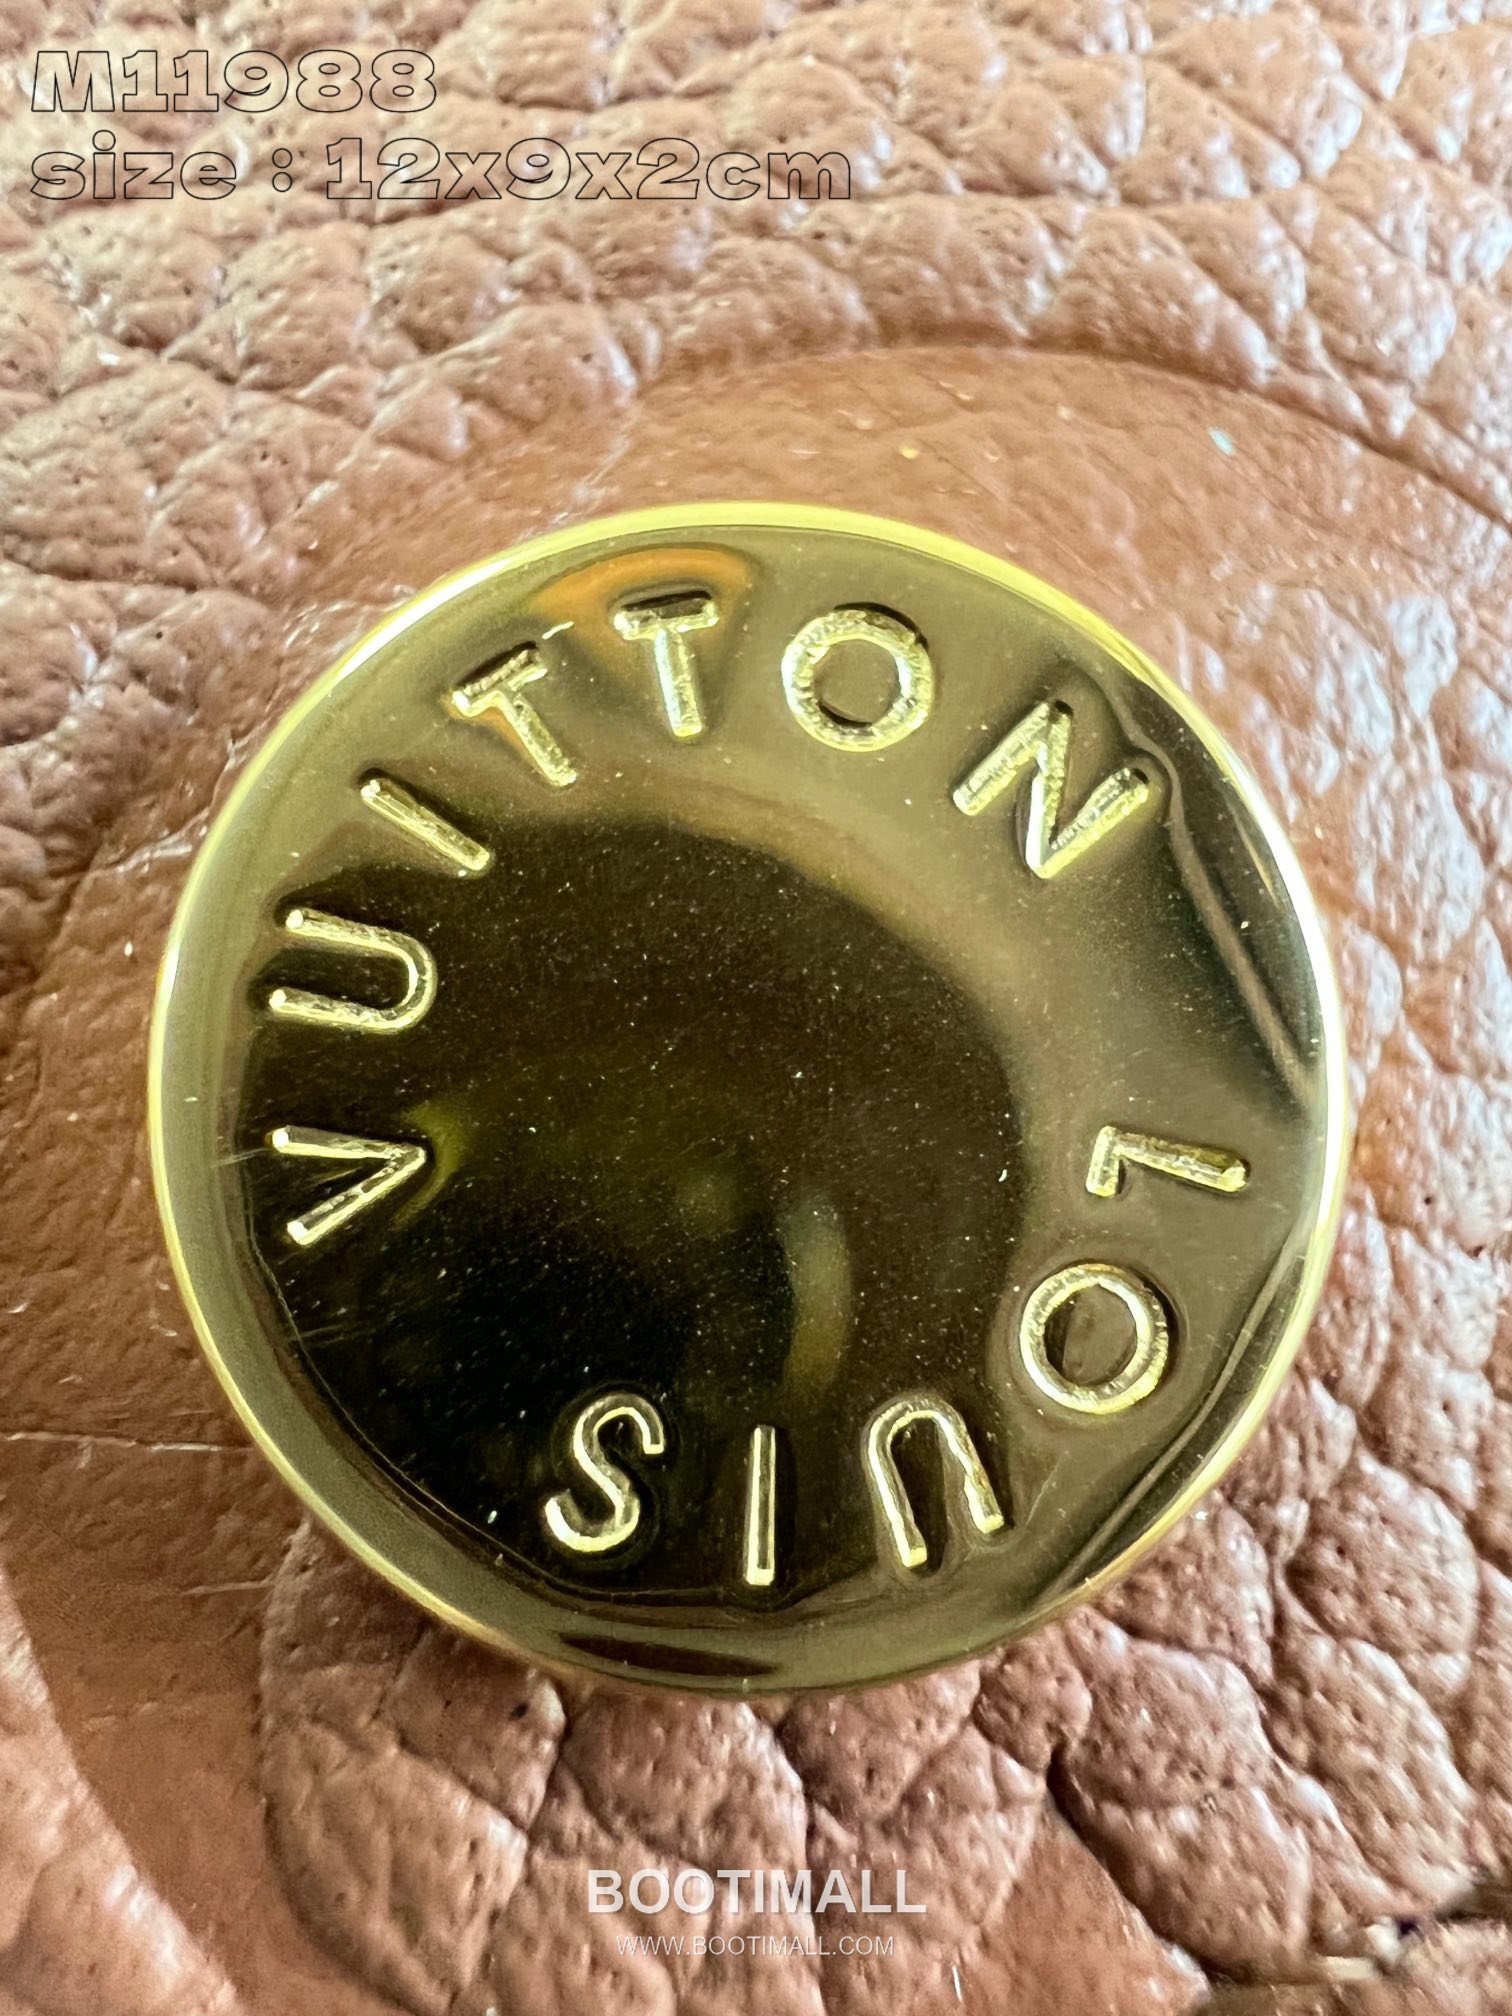 M11988
size : 12x9x2cm
LOUIS VUITTON
BOOTIMALL
WWW.BOOTIMALL.COM